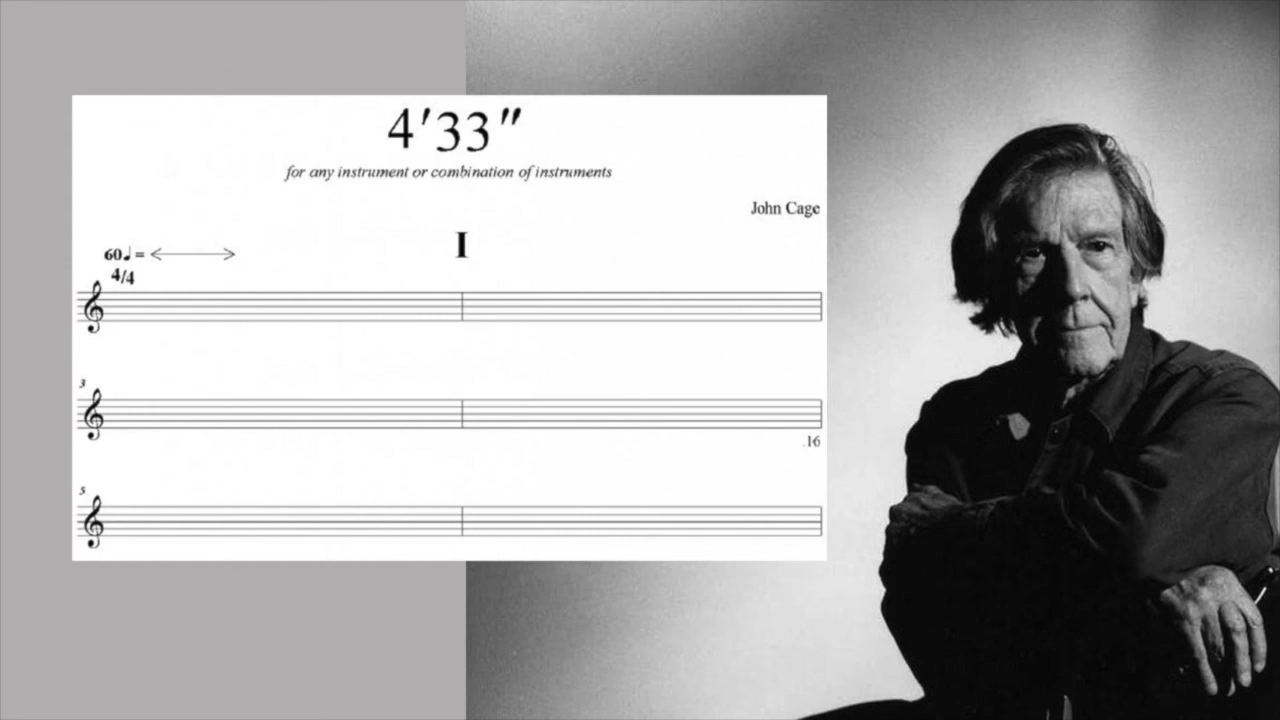 4'33"
for any instrument or combination of instruments
John Cage
I
60♩ =
4/4
3
.16
5